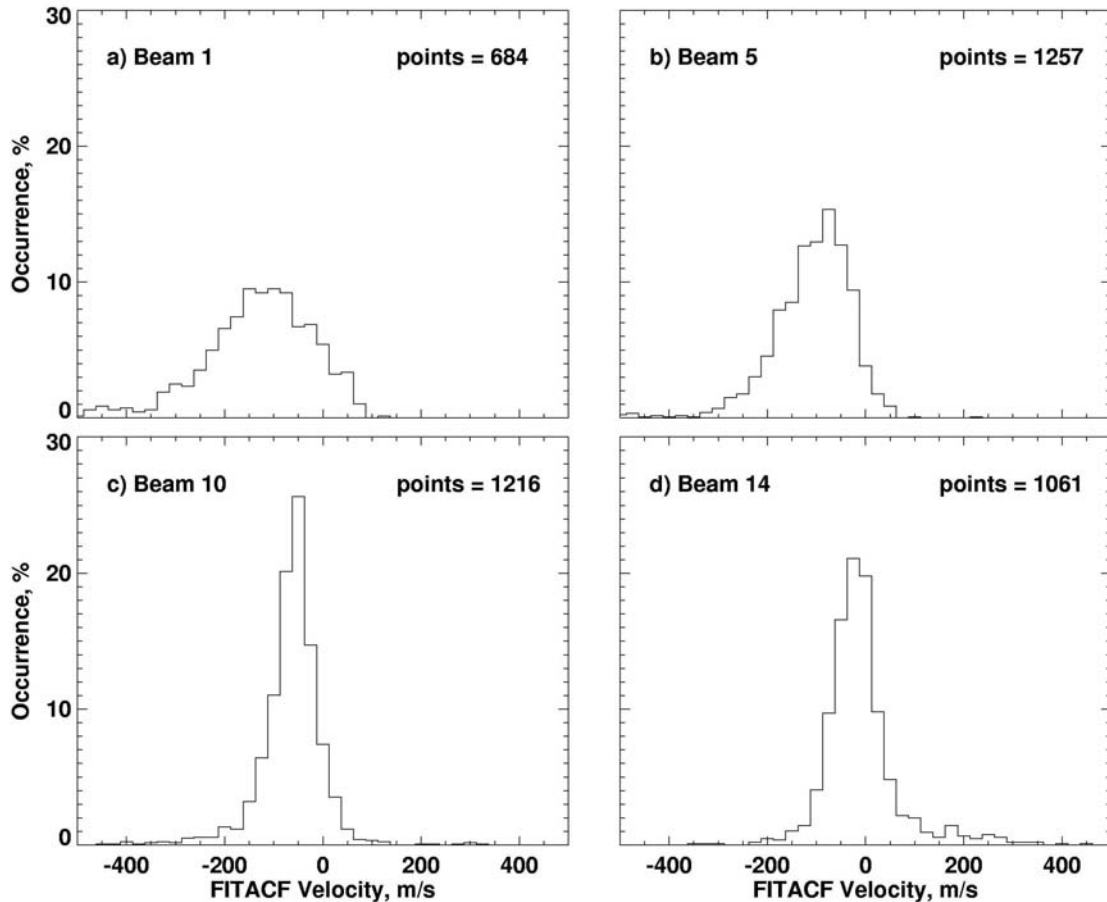 30
a) Beam 1 points = 684
b) Beam 5 points = 1257
20
Occurrence, %
10
0
30
c) Beam 10 points = 1216
d) Beam 14 points = 1061
20
Occurrence, %
10
0
-400 -200 0 200 400
-400 -200 0 200 400
FITACF Velocity, m/s
FITACF Velocity, m/s